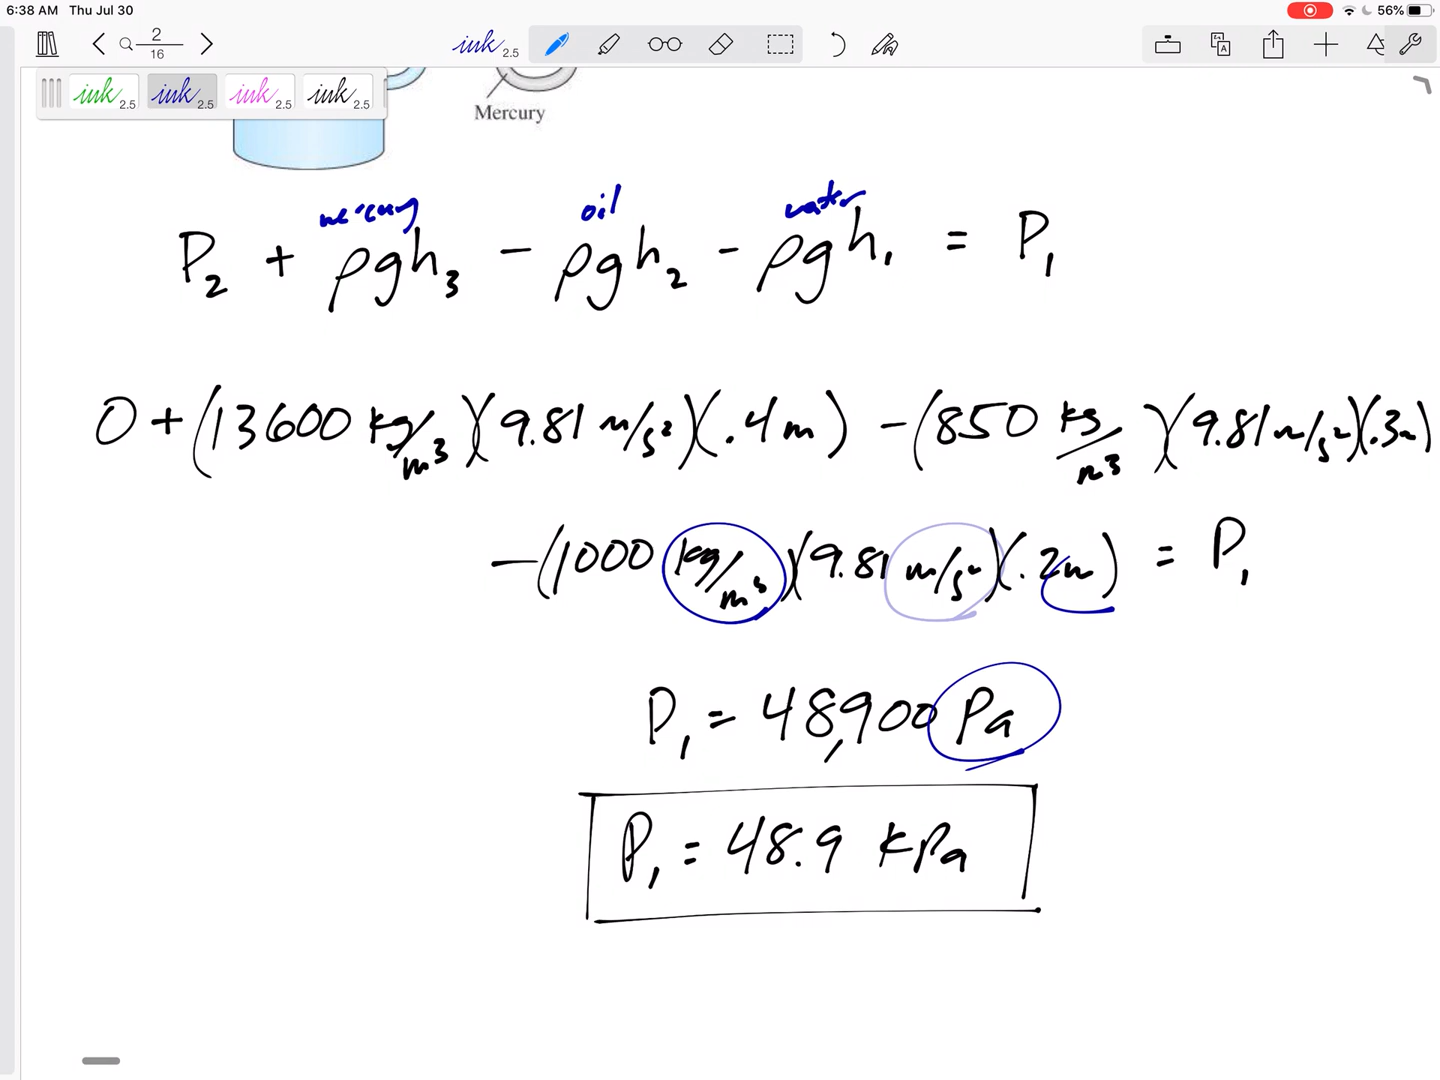 6:38 AM Thu Jul 30 56%
2
16
ink 2.5
ink 2.5 ink 2.5 ink 2.5 ink 2.5
Mercury
mercury oil water
P₂ + ρgh₃ - ρgh₂ - ρgh₁ = P₁
0 + (13600 kg/m³)(9.81 m/s²)(.4m) - (850 kg/m³)(9.81 m/s²)(.3m)
-(1000 kg/m³)(9.81 m/s²)(.2m) = P₁
P₁ = 48,900 Pa
P₁ = 48.9 kPa